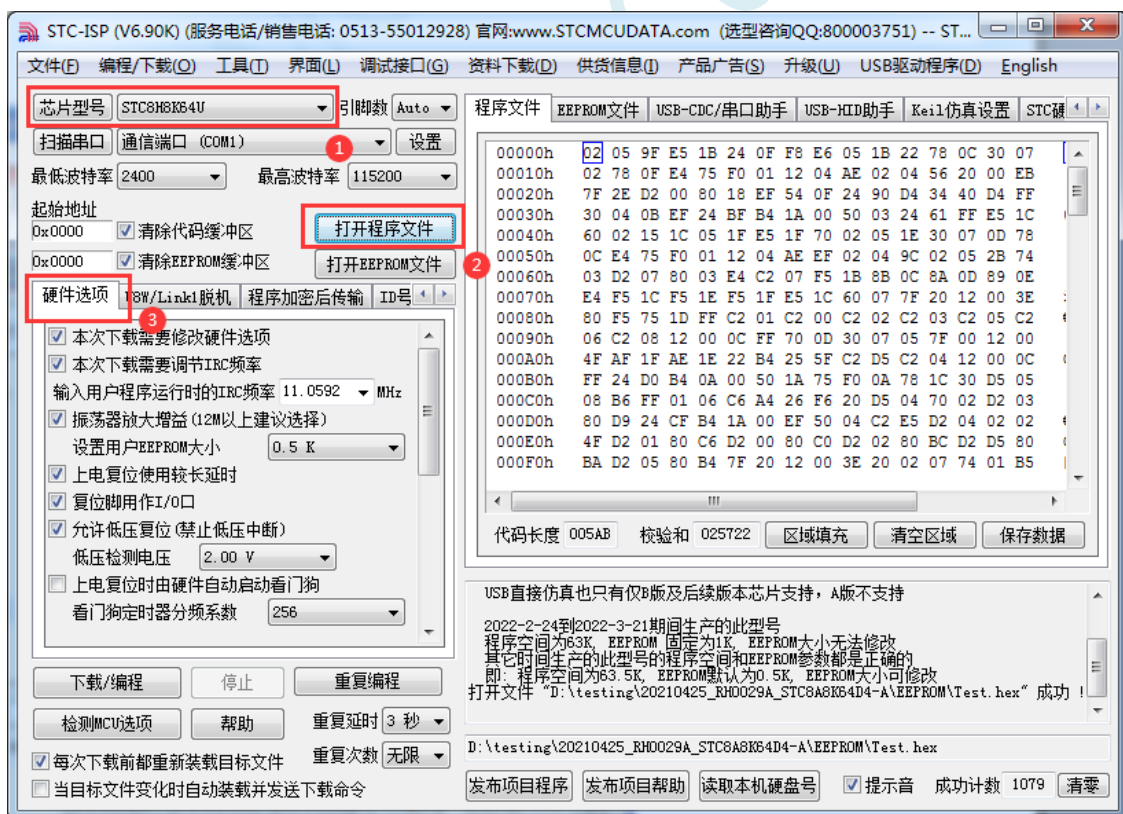 STC-ISP (V6.90K) (服务电话/销售电话: 0513-55012928) 官网:www.STCMCUDATA.com (选型咨询QQ:800003751) -- ST...
文件(F) 编程/下载(O) 工具(T) 界面(L) 调试接口(G) 资料下载(D) 供货信息(I) 产品广告(S) 升级(U) USB驱动程序(D) English
芯片型号 STC8H8K64U 引脚数 Auto
扫描串口 通信端口 (COM1) 设置
1
最低波特率 2400 最高波特率 115200
起始地址
0x0000 清除代码缓冲区 打开程序文件
0x0000 清除EEPROM缓冲区 打开EEPROM文件
2
硬件选项 U8W/Link1脱机 程序加密后传输 ID号
3
本次下载需要修改硬件选项
本次下载需要调节IRC频率
输入用户程序运行时的IRC频率 11.0592 MHz
振荡器放大增益(12M以上建议选择)
设置用户EEPROM大小 0.5 K
上电复位使用较长延时
复位脚用作I/O口
允许低压复位(禁止低压中断)
低压检测电压 2.00 V
上电复位时由硬件自动启动看门狗
看门狗定时器分频系数 256
下载/编程 停止 重复编程
检测MCU选项 帮助 重复延时 3 秒
每次下载前都重新装载目标文件 重复次数 无限
当目标文件变化时自动装载并发送下载命令
程序文件 EEPROM文件 USB-CDC/串口助手 USB-HID助手 Keil仿真设置 STC硬
00000h 02 05 9F E5 1B 24 0F F8 E6 05 1B 22 78 0C 30 07
00010h 02 78 0F E4 75 F0 01 12 04 AE 02 04 56 20 00 EB
00020h 7F 2E D2 00 80 18 EF 54 0F 24 90 D4 34 40 D4 FF
00030h 30 04 0B EF 24 BF B4 1A 00 50 03 24 61 FF E5 1C
00040h 60 02 15 1C 05 1F E5 1F 70 02 05 1E 30 07 0D 78
00050h 0C E4 75 F0 01 12 04 AE EF 02 04 9C 02 05 2B 74
00060h 03 D2 07 80 03 E4 C2 07 F5 1B 8B 0C 8A 0D 89 0E
00070h E4 F5 1C F5 1E F5 1F E5 1C 60 07 7F 20 12 00 3E
00080h 80 F5 75 1D FF C2 01 C2 00 C2 02 C2 03 C2 05 C2
00090h 06 C2 08 12 00 0C FF 70 0D 30 07 05 7F 00 12 00
000A0h 4F AF 1F AE 1E 22 B4 25 5F C2 D5 C2 04 12 00 0C
000B0h FF 24 D0 B4 0A 00 50 1A 75 F0 0A 78 1C 30 D5 05
000C0h 08 B6 FF 01 06 C6 A4 26 F6 20 D5 04 70 02 D2 03
000D0h 80 D9 24 CF B4 1A 00 EF 50 04 C2 E5 D2 04 02 02
000E0h 4F D2 01 80 C6 D2 00 80 C0 D2 02 80 BC D2 D5 80
000F0h BA D2 05 80 B4 7F 20 12 00 3E 20 02 07 74 01 B5
代码长度 005AB 校验和 025722 区域填充 清空区域 保存数据
USB直接仿真也只有仅B版及后续版本芯片支持，A版不支持
2022-2-24到2022-3-21期间生产的此型号
程序空间为63K, EEPROM 固定为1K, EEPROM大小无法修改
其它时间生产的此型号的程序空间和EEPROM参数都是正确的
即: 程序空间为63.5K, EEPROM默认为0.5K, EEPROM大小可修改
打开文件 "D:\testing\20210425_RH0029A_STC8A8K64D4-A\EEPROM\Test.hex" 成功 !
D:\testing\20210425_RH0029A_STC8A8K64D4-A\EEPROM\Test.hex
发布项目程序 发布项目帮助 读取本机硬盘号 提示音 成功计数 1079 清零